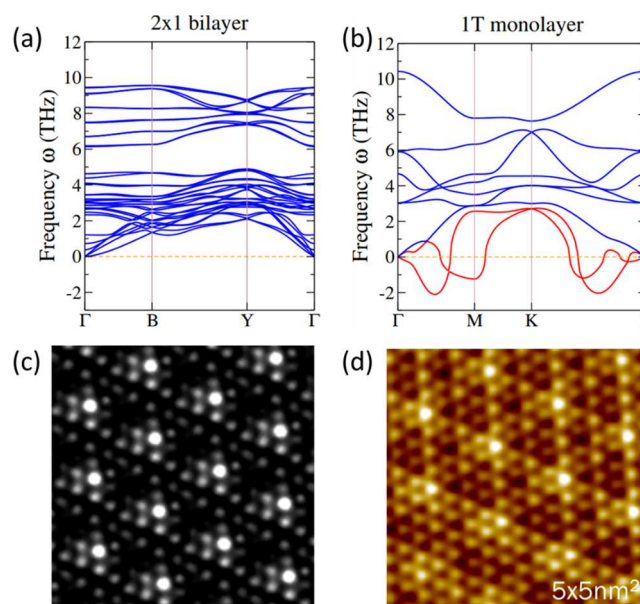 (a) 2x1 bilayer
12
10
8
6
4
2
0
-2
Frequency ω (THz)
Γ B Y Γ
(b) 1T monolayer
12
10
8
6
4
2
0
-2
Frequency ω (THz)
Γ M K
(c)
(d)
5x5nm²